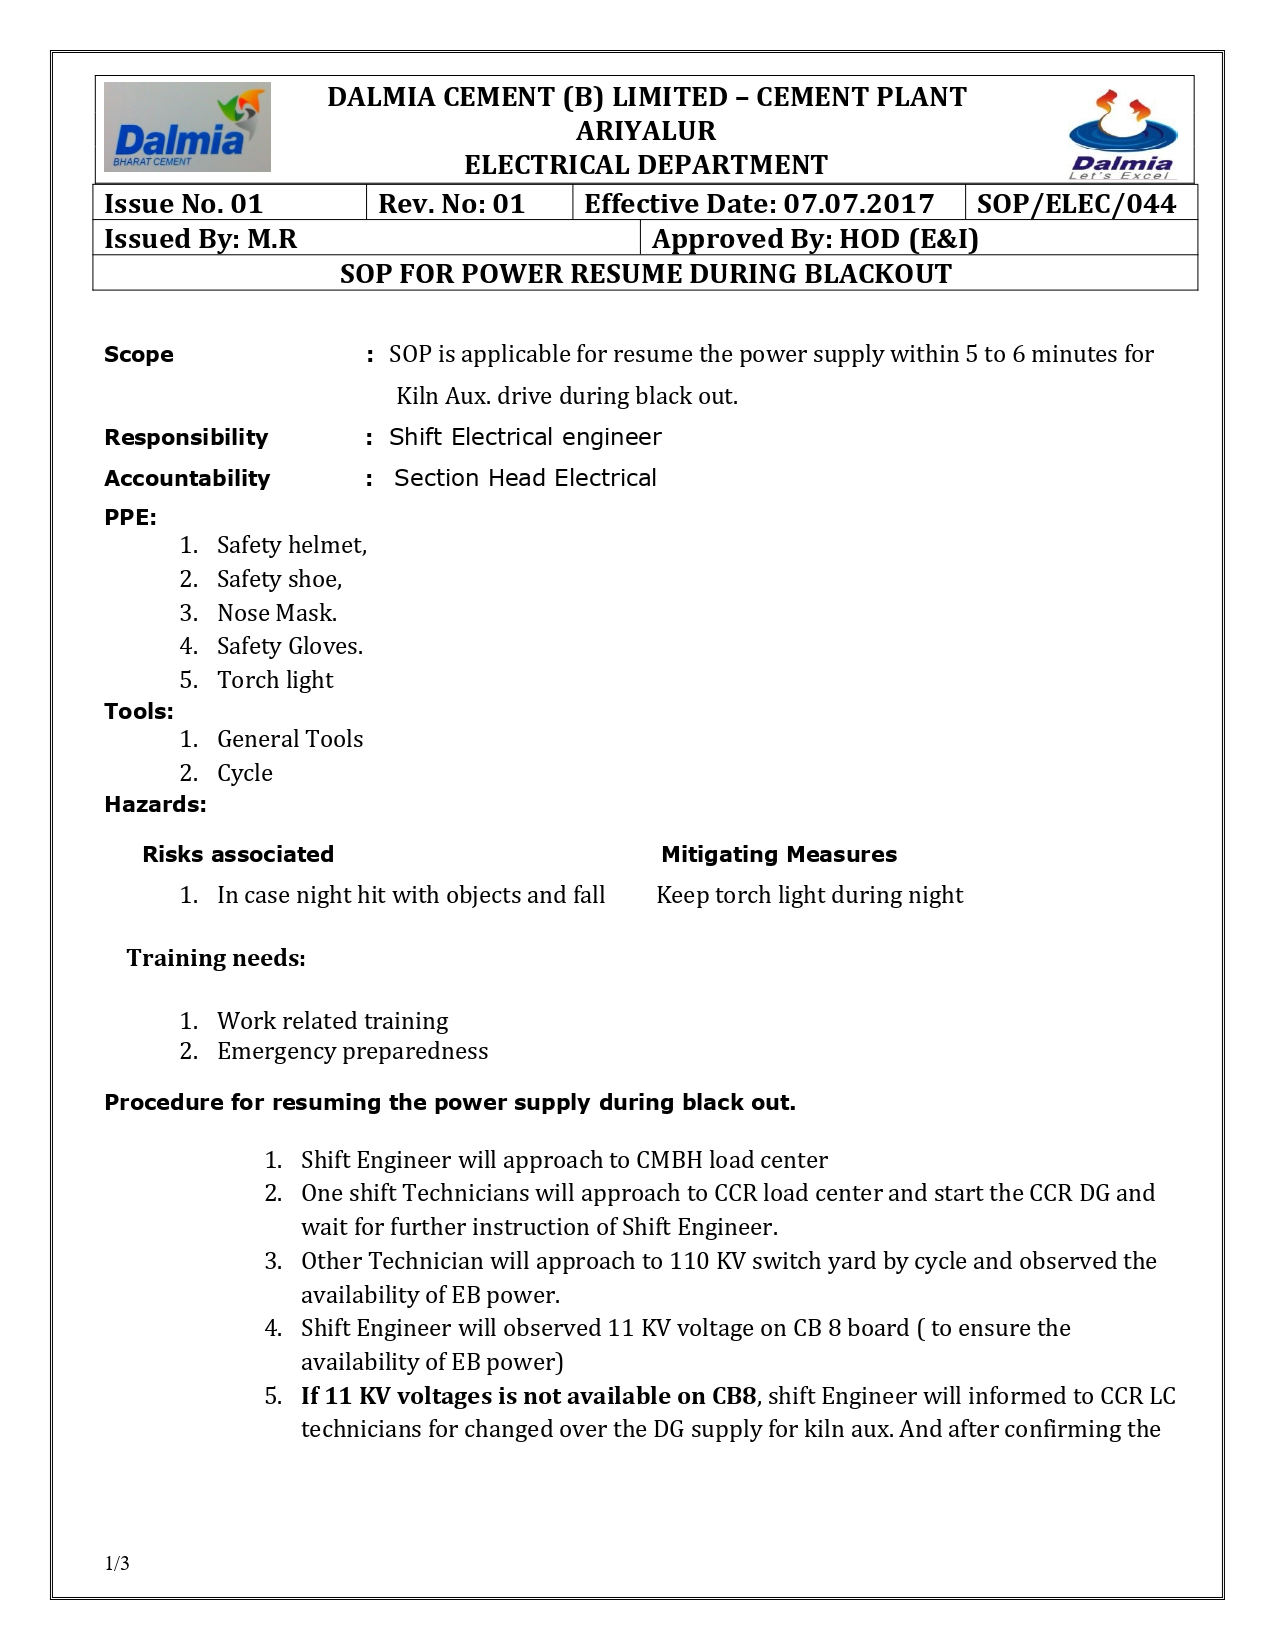 Dalmia
BHARAT CEMENT
DALMIA CEMENT (B) LIMITED – CEMENT PLANT
ARIYALUR
ELECTRICAL DEPARTMENT
Dalmia
Let's Excel
Issue No. 01 Rev. No: 01 Effective Date: 07.07.2017 SOP/ELEC/044
Issued By: M.R Approved By: HOD (E&I)
SOP FOR POWER RESUME DURING BLACKOUT
Scope : SOP is applicable for resume the power supply within 5 to 6 minutes for
Kiln Aux. drive during black out.
Responsibility : Shift Electrical engineer
Accountability : Section Head Electrical
PPE:
1. Safety helmet,
2. Safety shoe,
3. Nose Mask.
4. Safety Gloves.
5. Torch light
Tools:
1. General Tools
2. Cycle
Hazards:
Risks associated Mitigating Measures
1. In case night hit with objects and fall Keep torch light during night
Training needs:
1. Work related training
2. Emergency preparedness
Procedure for resuming the power supply during black out.
1. Shift Engineer will approach to CMBH load center
2. One shift Technicians will approach to CCR load center and start the CCR DG and
wait for further instruction of Shift Engineer.
3. Other Technician will approach to 110 KV switch yard by cycle and observed the
availability of EB power.
4. Shift Engineer will observed 11 KV voltage on CB 8 board ( to ensure the
availability of EB power)
5. If 11 KV voltages is not available on CB8, shift Engineer will informed to CCR LC
technicians for changed over the DG supply for kiln aux. And after confirming the
1/3